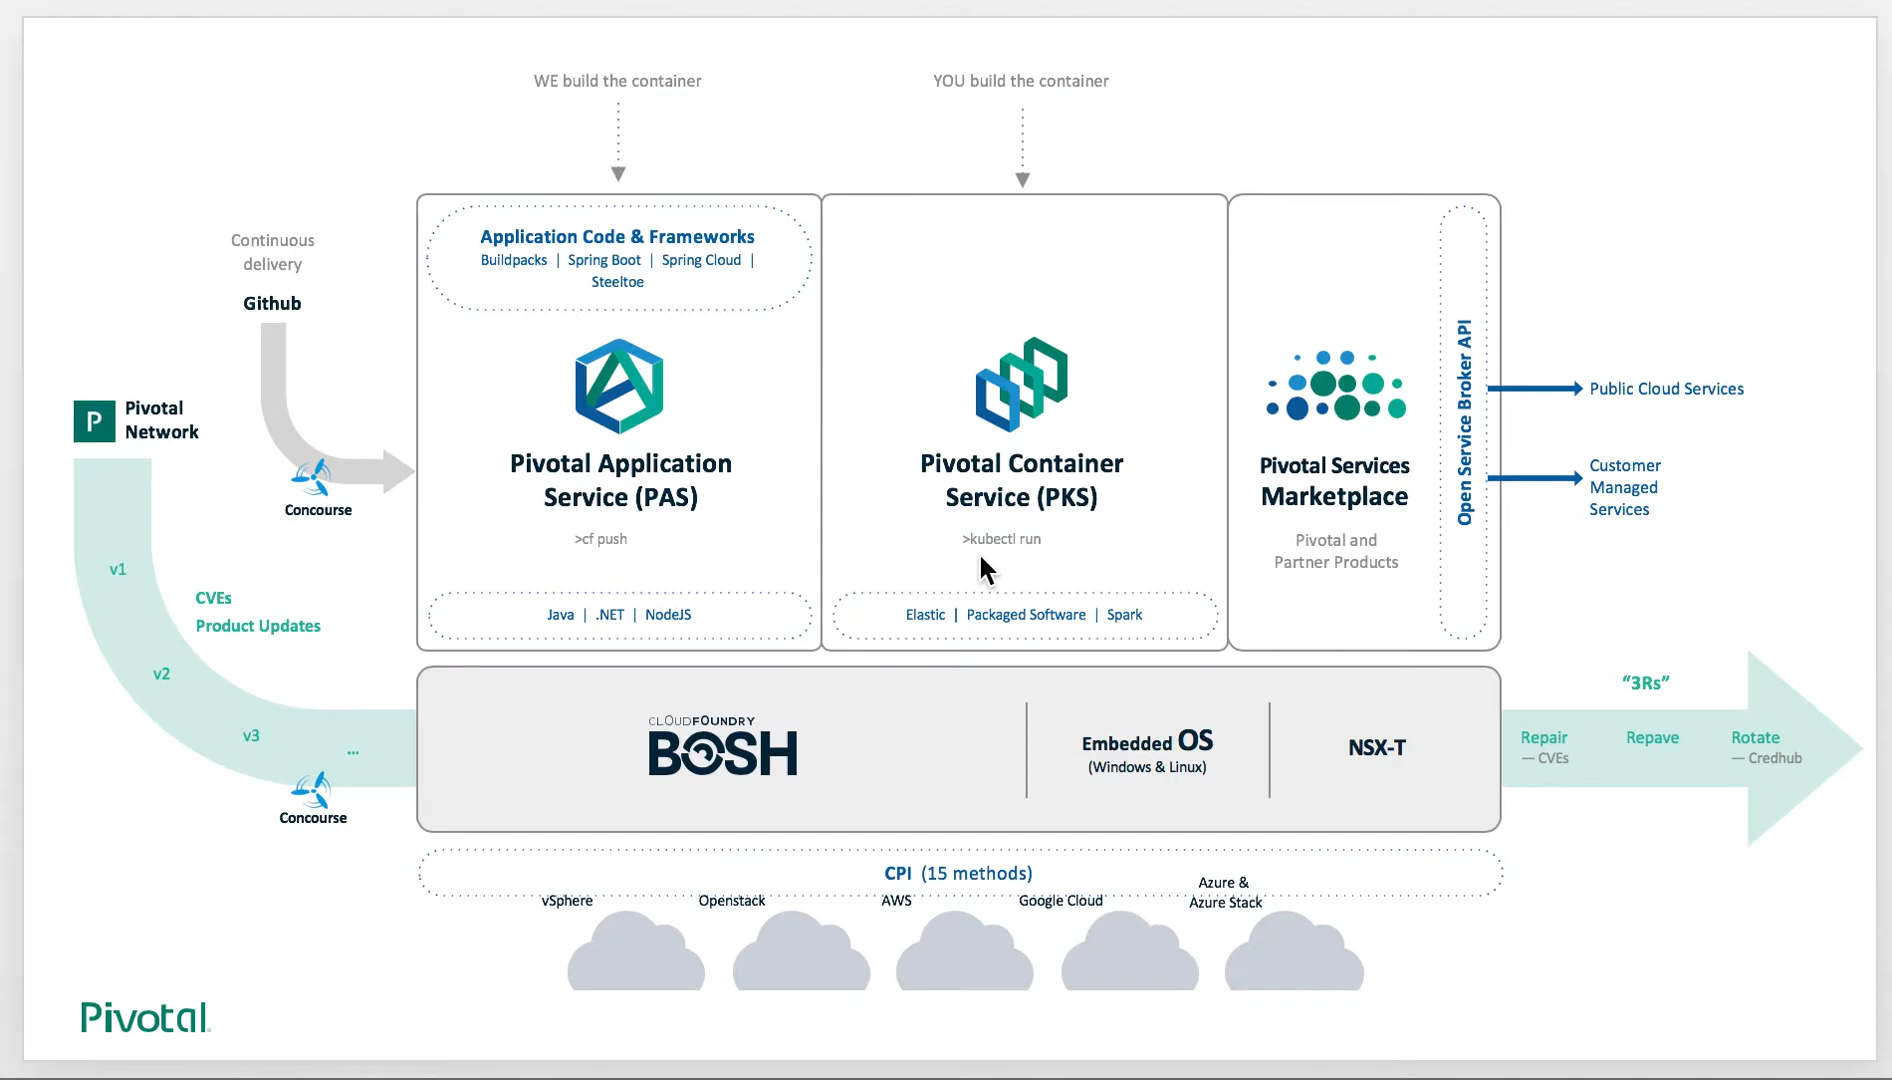 WE build the container
YOU build the container
Continuous
delivery
Github
Concourse
P
Pivotal
Network
v1
v2
v3
...
CVEs
Product Updates
Concourse
Application Code & Frameworks
Buildpacks | Spring Boot | Spring Cloud |
Steeltoe
Pivotal Application
Service (PAS)
>cf push
Java | .NET | NodeJS
Pivotal Container
Service (PKS)
>kubectl run
Elastic | Packaged Software | Spark
Pivotal Services
Marketplace
Pivotal and
Partner Products
Open Service Broker API
Public Cloud Services
Customer
Managed
Services
CLOUDFOUNDRY
BOSH
Embedded OS
(Windows & Linux)
NSX-T
“3Rs”
Repair
— CVEs
Repave
Rotate
— Credhub
CPI (15 methods)
vSphere
Openstack
AWS
Google Cloud
Azure &
Azure Stack
Pivotal